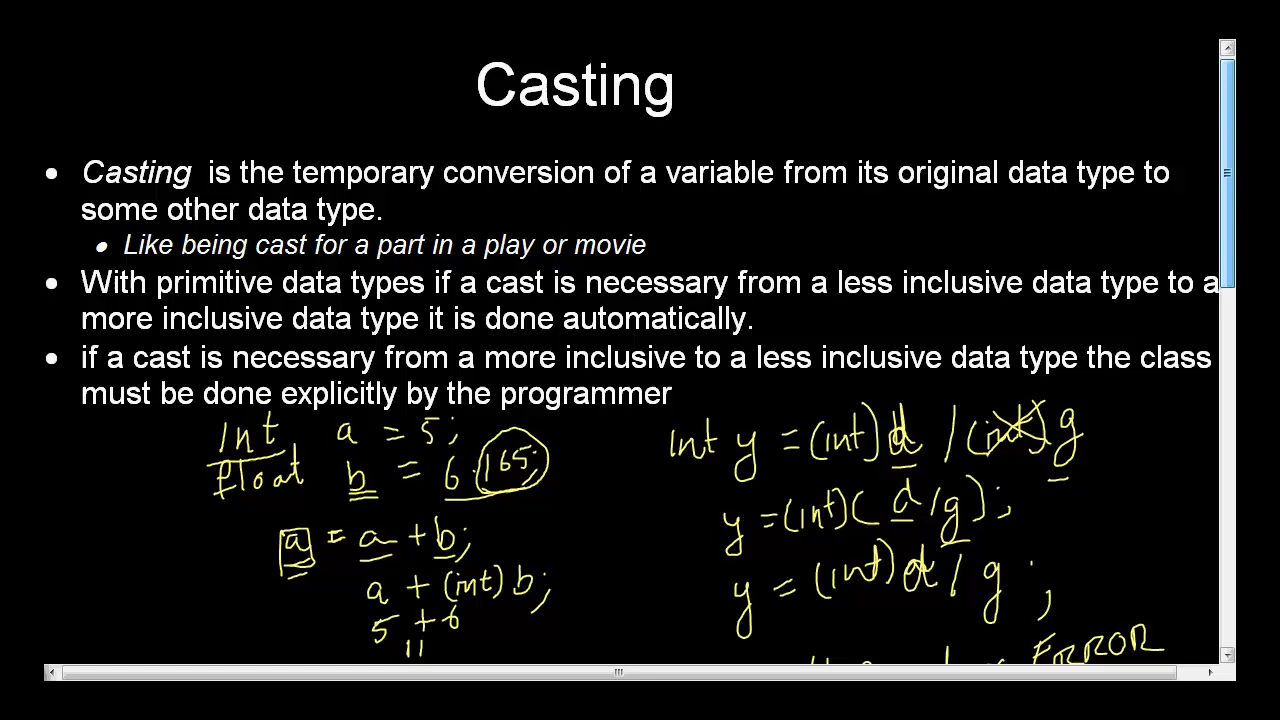 Casting
• Casting is the temporary conversion of a variable from its original data type to
some other data type.
• Like being cast for a part in a play or movie
• With primitive data types if a cast is necessary from a less inclusive data type to a
more inclusive data type it is done automatically.
• if a cast is necessary from a more inclusive to a less inclusive data type the class
must be done explicitly by the programmer
int a = 5;
float b = 6.165;
a = a + b;
a + (int) b;
5 + 6
11
int y = (int) d / (int) g
y = (int) ( d / g );
y = (int) d / g ;
ERROR